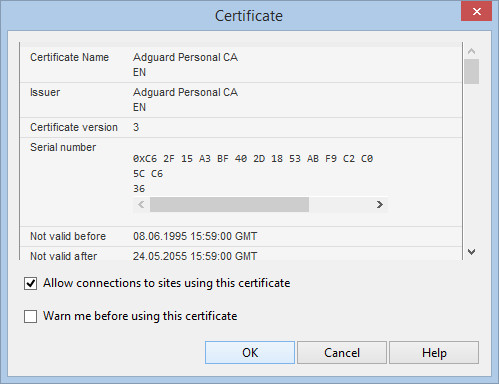 Certificate
Certificate Name Adguard Personal CA
EN
Issuer Adguard Personal CA
EN
Certificate version 3
Serial number
0xC6 2F 15 A3 BF 40 2D 18 53 AB F9 C2 C0
5C C6
36
Not valid before 08.06.1995 15:59:00 GMT
Not valid after 24.05.2055 15:59:00 GMT
Allow connections to sites using this certificate
Warn me before using this certificate
OK Cancel Help